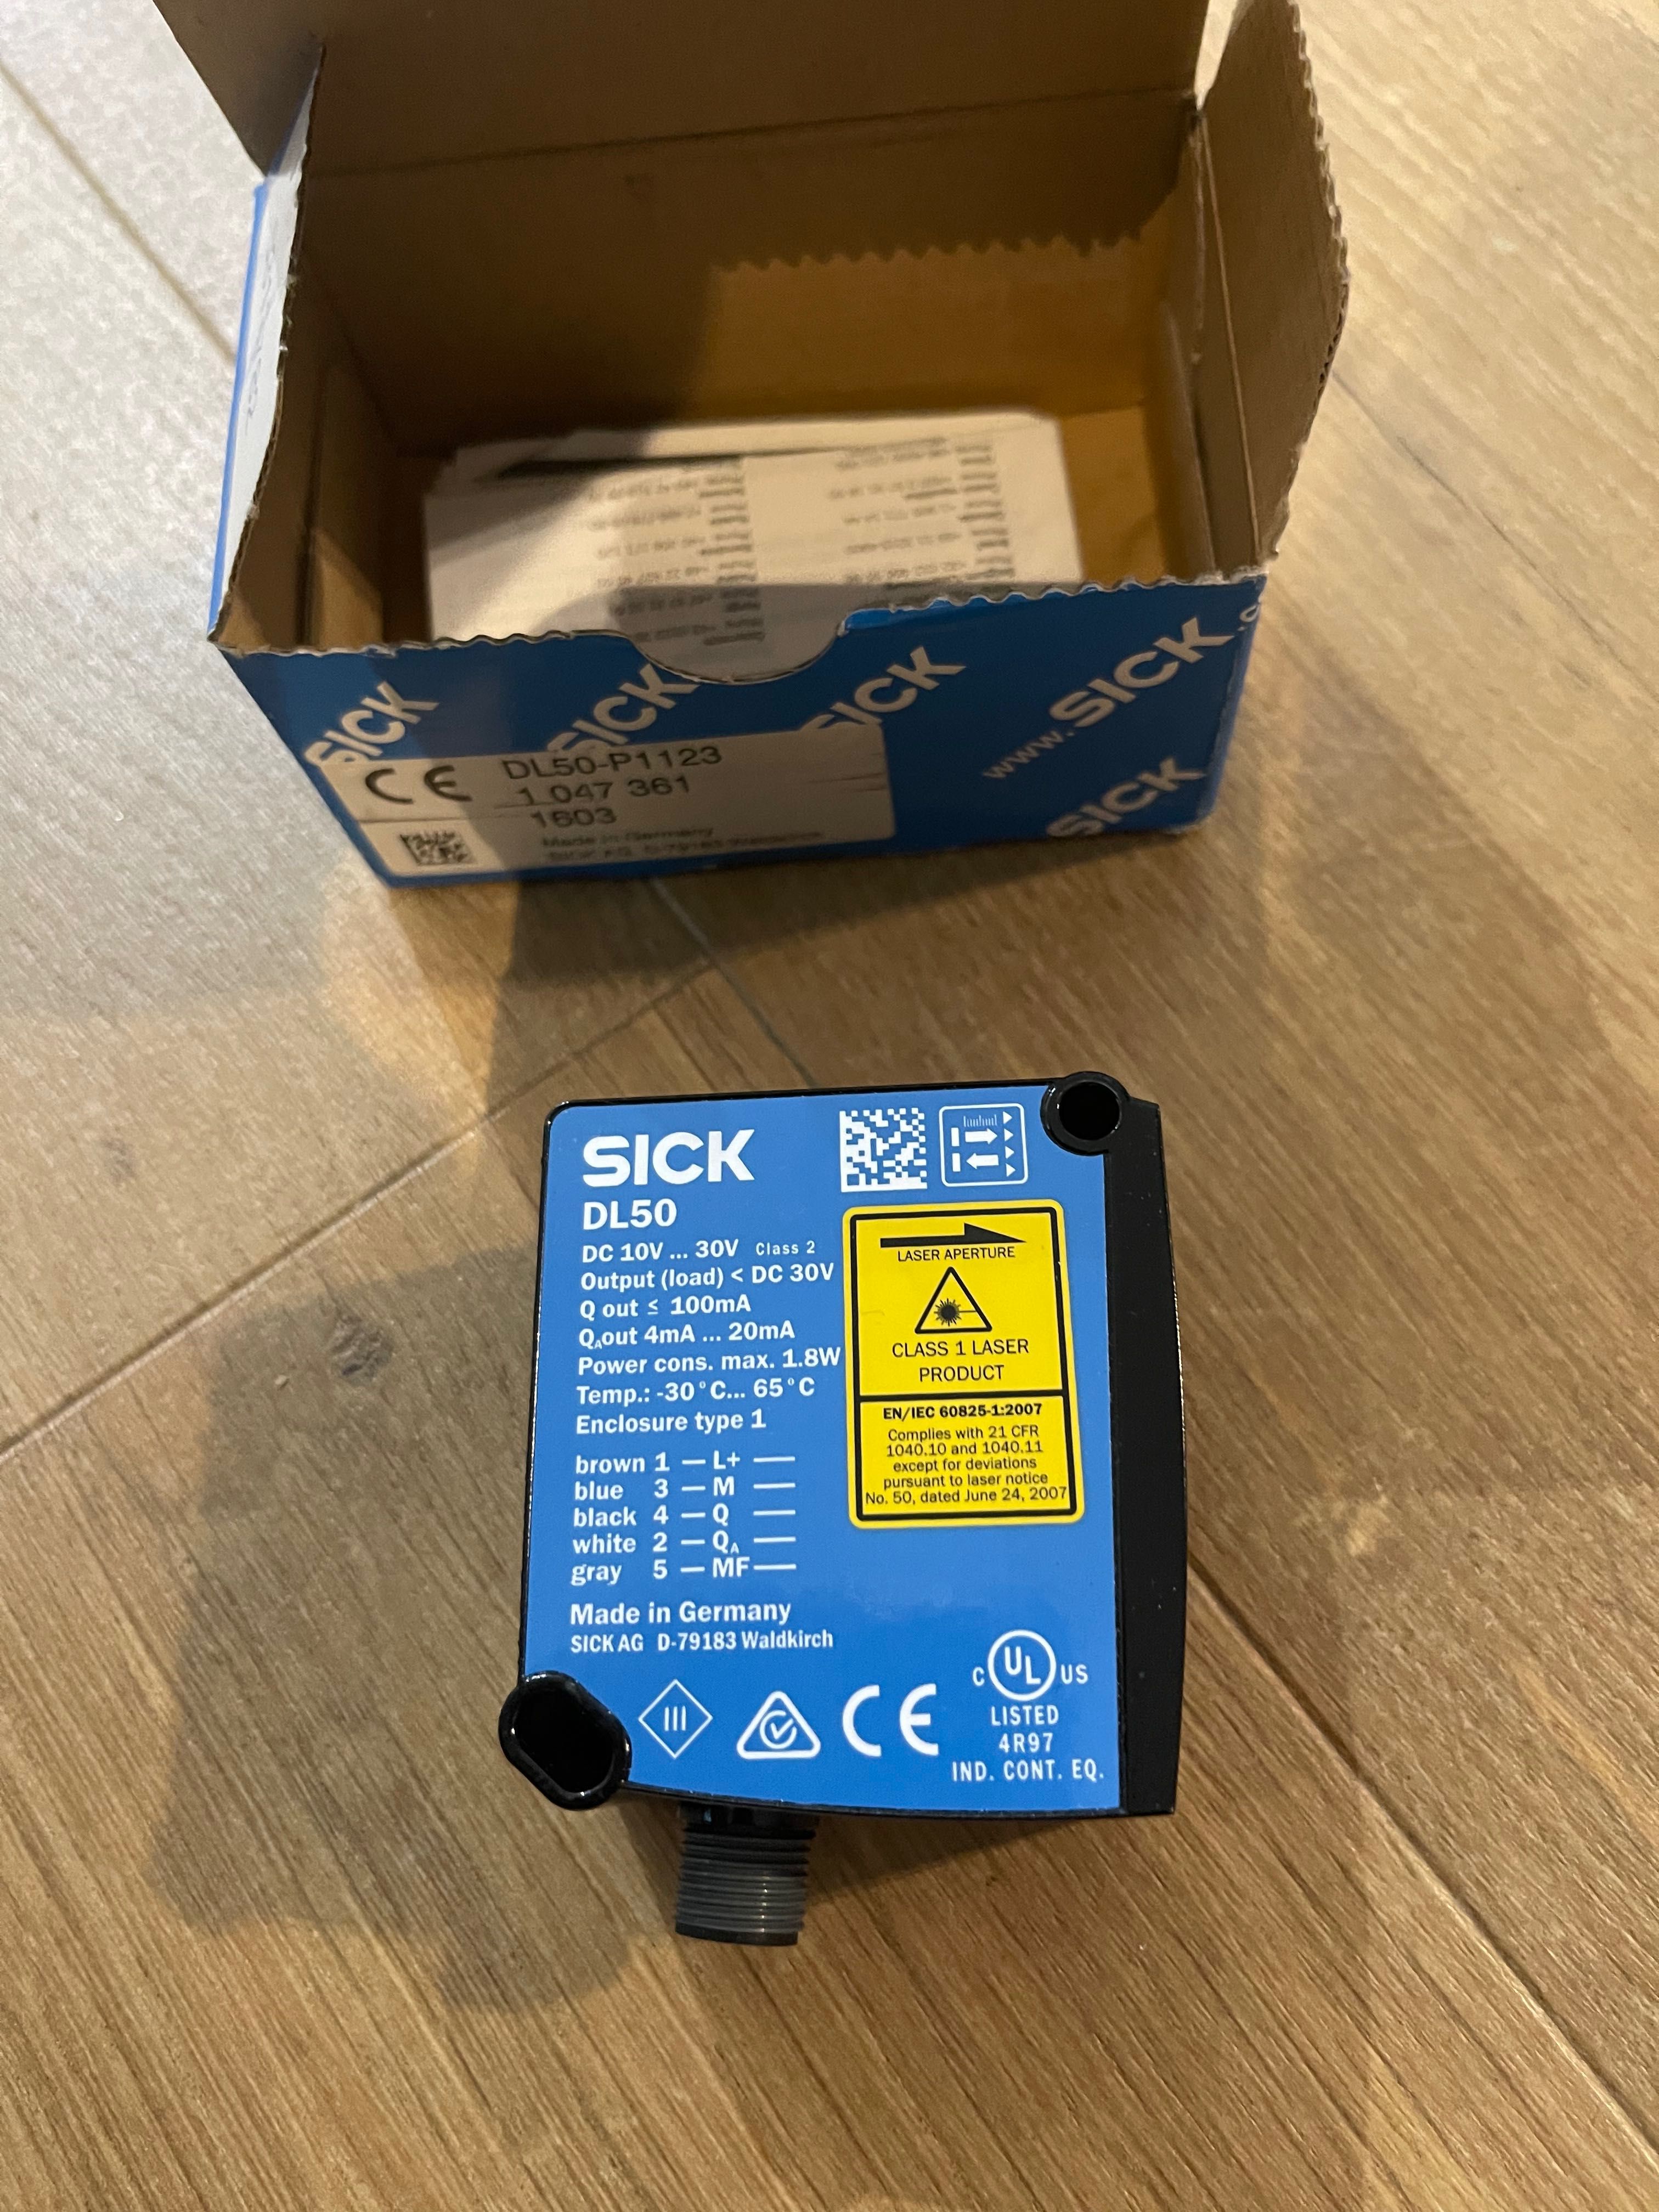 SICK
SICK
SICK
www.SICK.c
SICK
CE DL50-P1123
1 047 361
1603
Made in Germany
SICK
DL50
DC 10V ... 30V Class 2
Output (load) < DC 30V
Q out ≤ 100mA
QAout 4mA ... 20mA
Power cons. max. 1.8W
Temp.: -30°C... 65°C
Enclosure type 1
brown 1 — L+ —
blue 3 — M —
black 4 — Q —
white 2 — QA —
gray 5 — MF —
Made in Germany
SICK AG D-79183 Waldkirch
LASER APERTURE
CLASS 1 LASER
PRODUCT
EN/IEC 60825-1:2007
Complies with 21 CFR
1040.10 and 1040.11
except for deviations
pursuant to laser notice
No. 50, dated June 24, 2007
III
CE
C UL US
LISTED
4R97
IND. CONT. EQ.